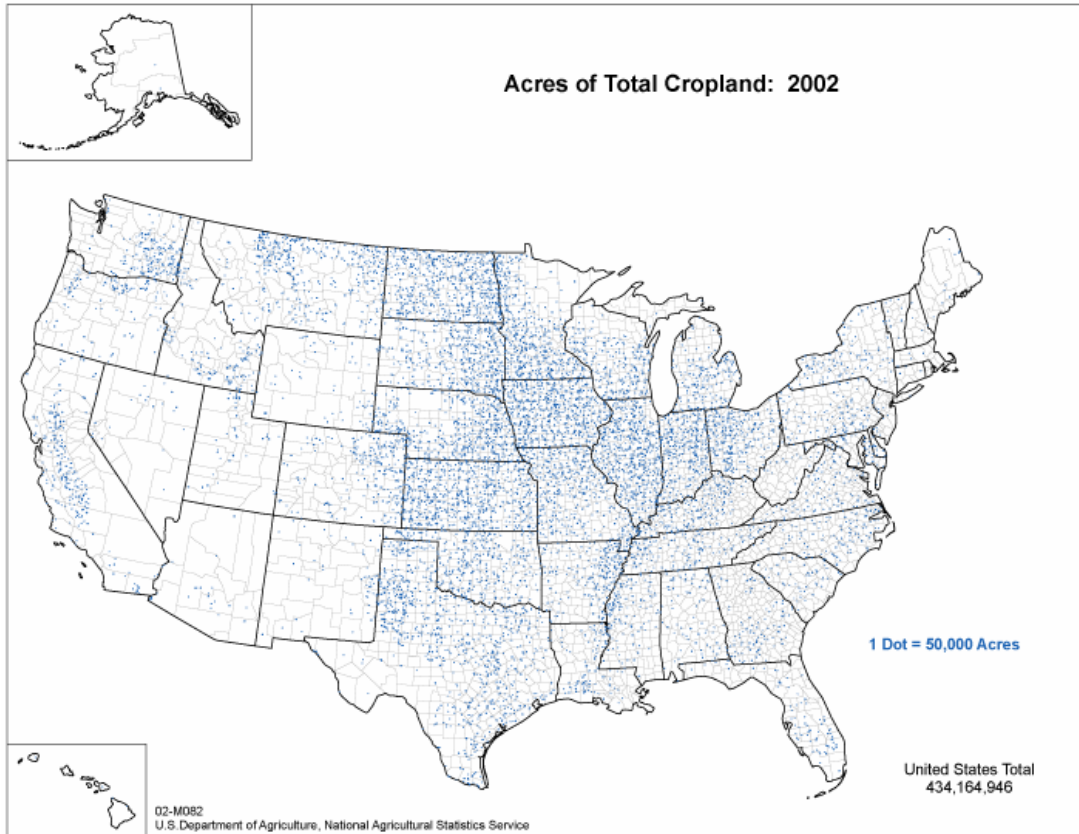 Acres of Total Cropland: 2002
1 Dot = 50,000 Acres
United States Total
434,164,946
02-M082
U.S.Department of Agriculture, National Agricultural Statistics Service